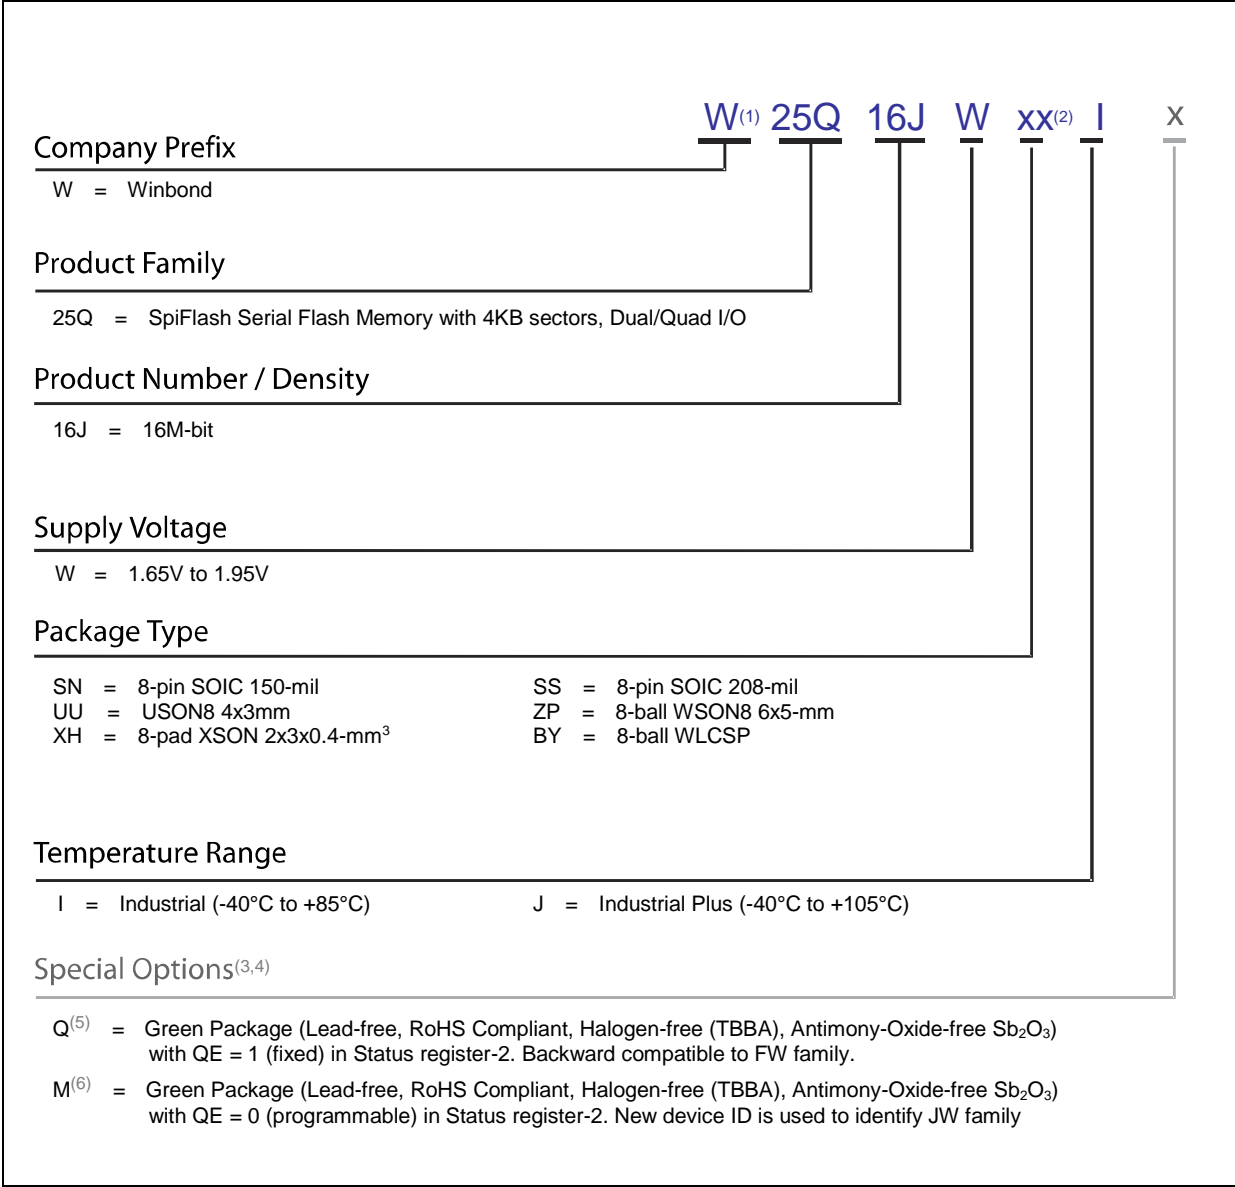 W(1) 25Q 16J W xx(2) I x
Company Prefix
W = Winbond
Product Family
25Q = SpiFlash Serial Flash Memory with 4KB sectors, Dual/Quad I/O
Product Number / Density
16J = 16M-bit
Supply Voltage
W = 1.65V to 1.95V
Package Type
SN = 8-pin SOIC 150-mil SS = 8-pin SOIC 208-mil
UU = USON8 4x3mm ZP = 8-ball WSON8 6x5-mm
XH = 8-pad XSON 2x3x0.4-mm³ BY = 8-ball WLCSP
Temperature Range
I = Industrial (-40°C to +85°C) J = Industrial Plus (-40°C to +105°C)
Special Options(3,4)
Q(5) = Green Package (Lead-free, RoHS Compliant, Halogen-free (TBBA), Antimony-Oxide-free Sb₂O₃)
with QE = 1 (fixed) in Status register-2. Backward compatible to FW family.
M(6) = Green Package (Lead-free, RoHS Compliant, Halogen-free (TBBA), Antimony-Oxide-free Sb₂O₃)
with QE = 0 (programmable) in Status register-2. New device ID is used to identify JW family